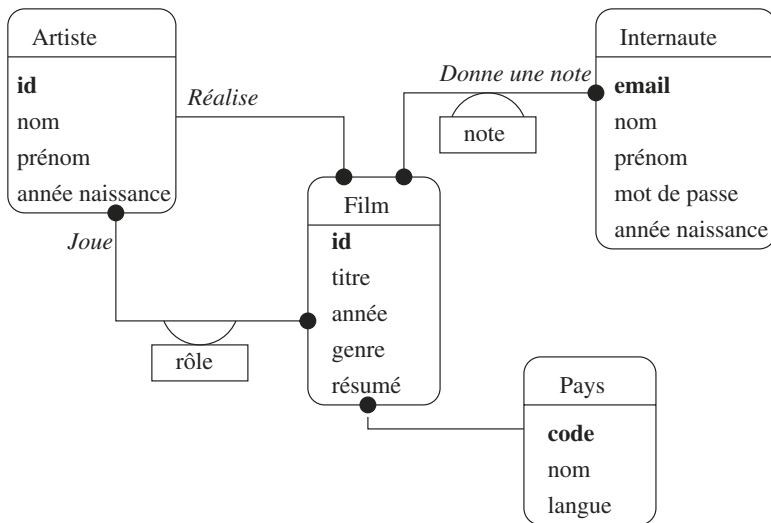 Artiste
id
nom
prénom
année naissance
Réalise
Joue
rôle
Donne une note
note
Internaute
email
nom
prénom
mot de passe
année naissance
Film
id
titre
année
genre
résumé
Pays
code
nom
langue